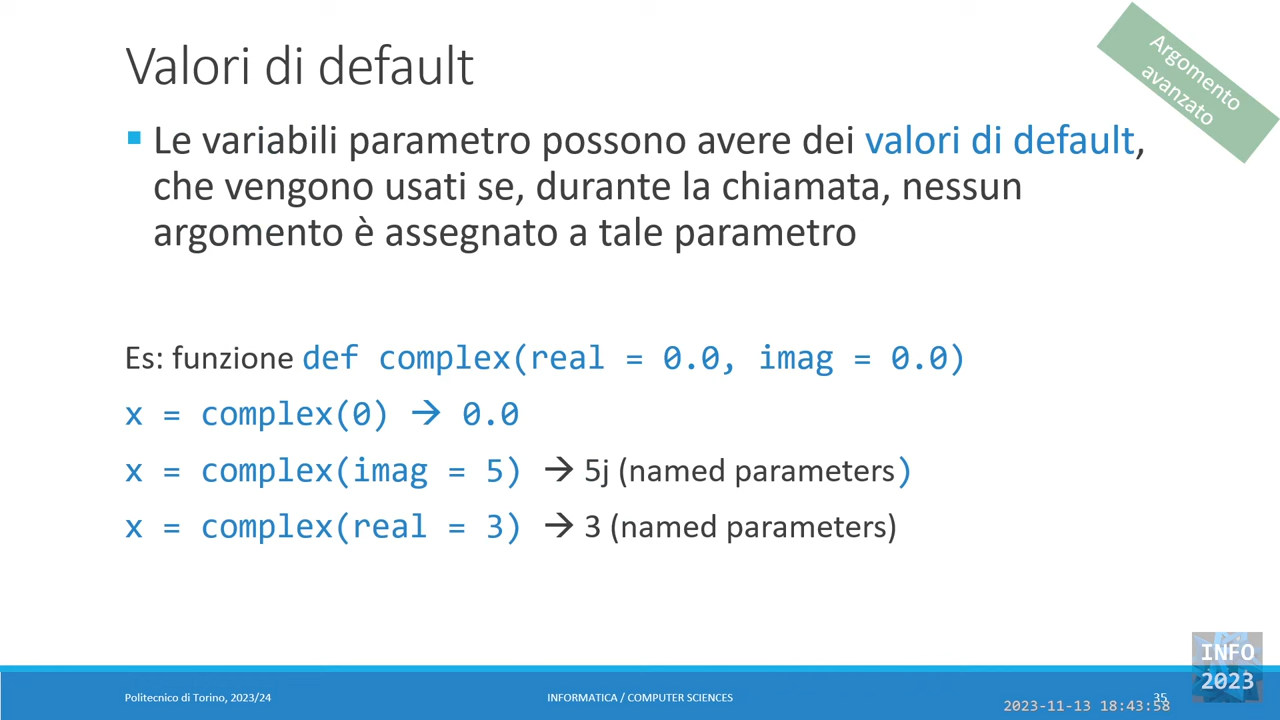 Valori di default
Argomento
avanzato
▪ Le variabili parametro possono avere dei valori di default,
che vengono usati se, durante la chiamata, nessun
argomento è assegnato a tale parametro
Es: funzione def complex(real = 0.0, imag = 0.0)
x = complex(0) → 0.0
x = complex(imag = 5) → 5j (named parameters)
x = complex(real = 3) → 3 (named parameters)
INFO
2023
Politecnico di Torino, 2023/24
INFORMATICA / COMPUTER SCIENCES
35
2023-11-13 18:43:58